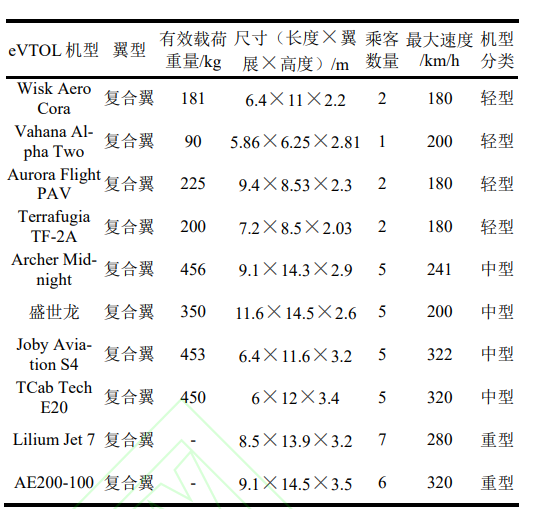 eVTOL 机型 翼型 有效载荷重量/kg 尺寸（长度×翼展×高度）/m 乘客数量 最大速度/km/h 机型分类
Wisk Aero Cora 复合翼 181 6.4×11×2.2 2 180 轻型
Vahana Al-pha Two 复合翼 90 5.86×6.25×2.81 1 200 轻型
Aurora Flight PAV 复合翼 225 9.4×8.53×2.3 2 180 轻型
Terrafugia TF-2A 复合翼 200 7.2×8.5×2.03 2 180 轻型
Archer Mid-night 复合翼 456 9.1×14.3×2.9 5 241 中型
盛世龙 复合翼 350 11.6×14.5×2.6 5 200 中型
Joby Avia-tion S4 复合翼 453 6.4×11.6×3.2 5 322 中型
TCab Tech E20 复合翼 450 6×12×3.4 5 320 中型
Lilium Jet 7 复合翼 - 8.5×13.9×3.2 7 280 重型
AE200-100 复合翼 - 9.1×14.5×3.5 6 320 重型